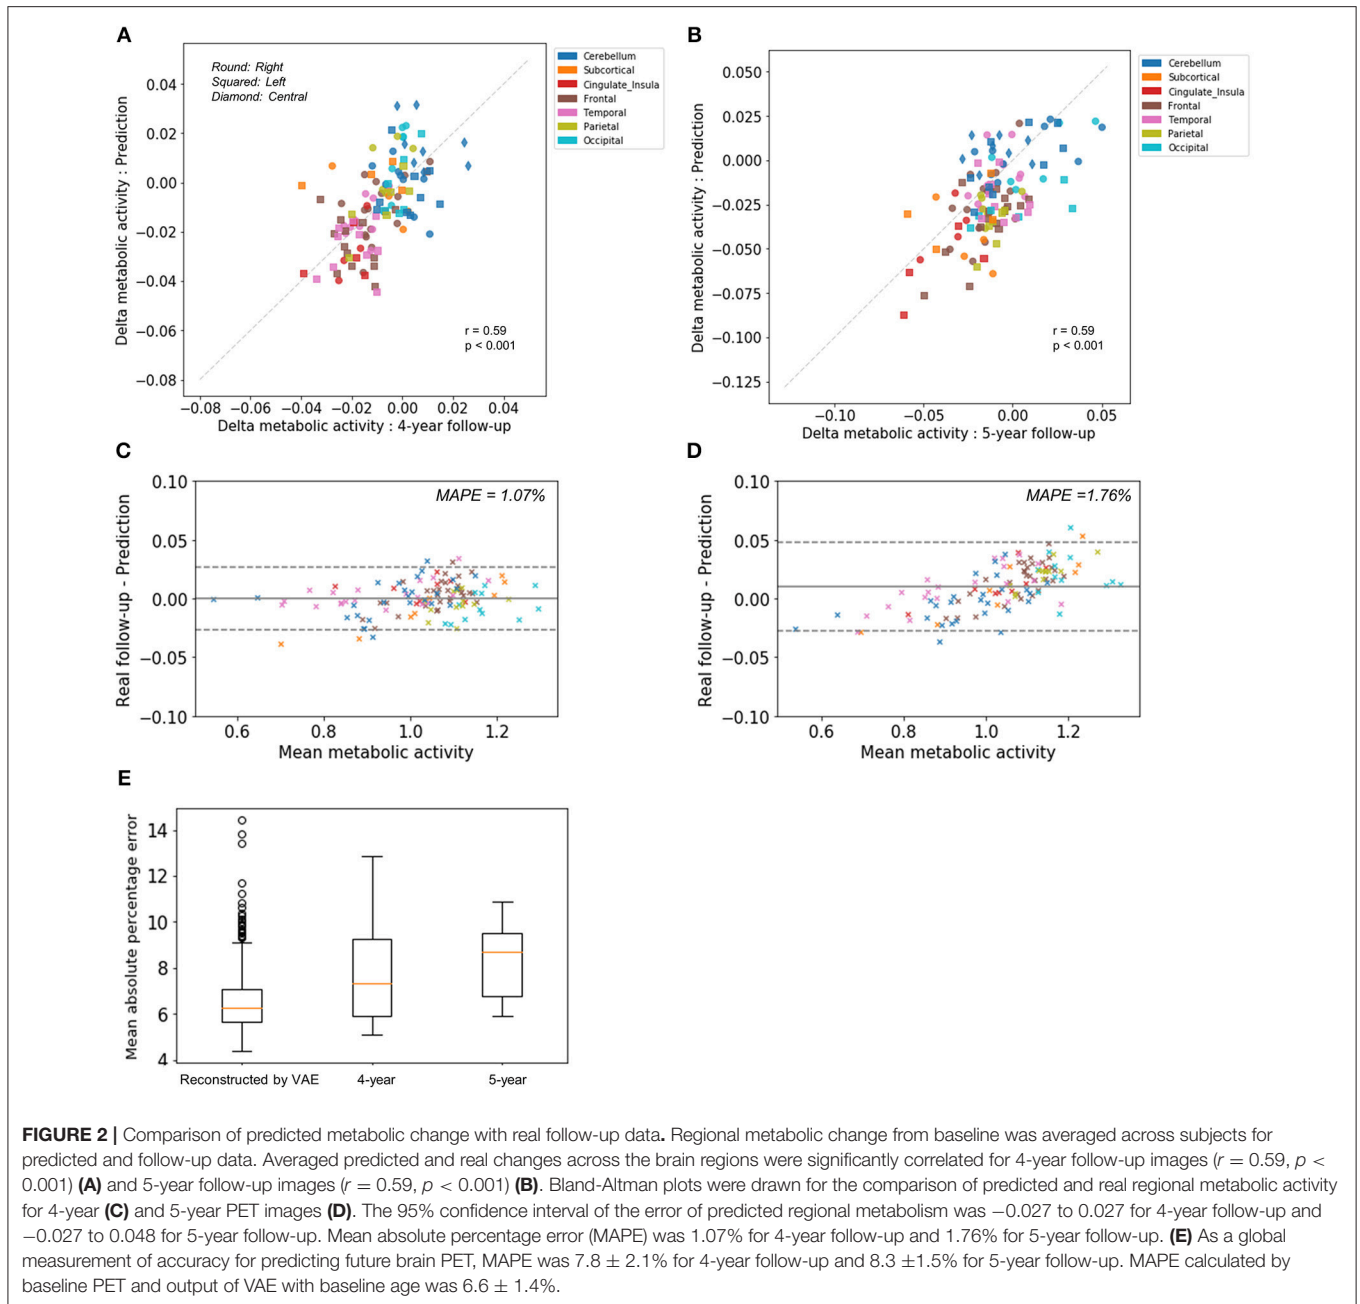 A
Round: Right
Squared: Left
Diamond: Central
0.04
0.02
0.00
−0.02
−0.04
−0.06
−0.08
Delta metabolic activity : Prediction
r = 0.59
p < 0.001
−0.08 −0.06 −0.04 −0.02 0.00 0.02 0.04
Delta metabolic activity : 4-year follow-up
Cerebellum
Subcortical
Cingulate_Insula
Frontal
Temporal
Parietal
Occipital
B
0.050
0.025
0.000
−0.025
−0.050
−0.075
−0.100
−0.125
Delta metabolic activity : Prediction
r = 0.59
p < 0.001
−0.10 −0.05 0.00 0.05
Delta metabolic activity : 5-year follow-up
Cerebellum
Subcortical
Cingulate_Insula
Frontal
Temporal
Parietal
Occipital
C
0.10
0.05
0.00
−0.05
−0.10
Real follow-up - Prediction
MAPE = 1.07%
0.6 0.8 1.0 1.2
Mean metabolic activity
D
0.10
0.05
0.00
−0.05
−0.10
Real follow-up - Prediction
MAPE =1.76%
0.6 0.8 1.0 1.2
Mean metabolic activity
E
14
12
10
8
6
4
Mean absolute percentage error
Reconstructed by VAE 4-year 5-year
FIGURE 2 | Comparison of predicted metabolic change with real follow-up data. Regional metabolic change from baseline was averaged across subjects for
predicted and follow-up data. Averaged predicted and real changes across the brain regions were significantly correlated for 4-year follow-up images (r = 0.59, p <
0.001) (A) and 5-year follow-up images (r = 0.59, p < 0.001) (B). Bland-Altman plots were drawn for the comparison of predicted and real regional metabolic activity
for 4-year (C) and 5-year PET images (D). The 95% confidence interval of the error of predicted regional metabolism was −0.027 to 0.027 for 4-year follow-up and
−0.027 to 0.048 for 5-year follow-up. Mean absolute percentage error (MAPE) was 1.07% for 4-year follow-up and 1.76% for 5-year follow-up. (E) As a global
measurement of accuracy for predicting future brain PET, MAPE was 7.8 ± 2.1% for 4-year follow-up and 8.3 ±1.5% for 5-year follow-up. MAPE calculated by
baseline PET and output of VAE with baseline age was 6.6 ± 1.4%.